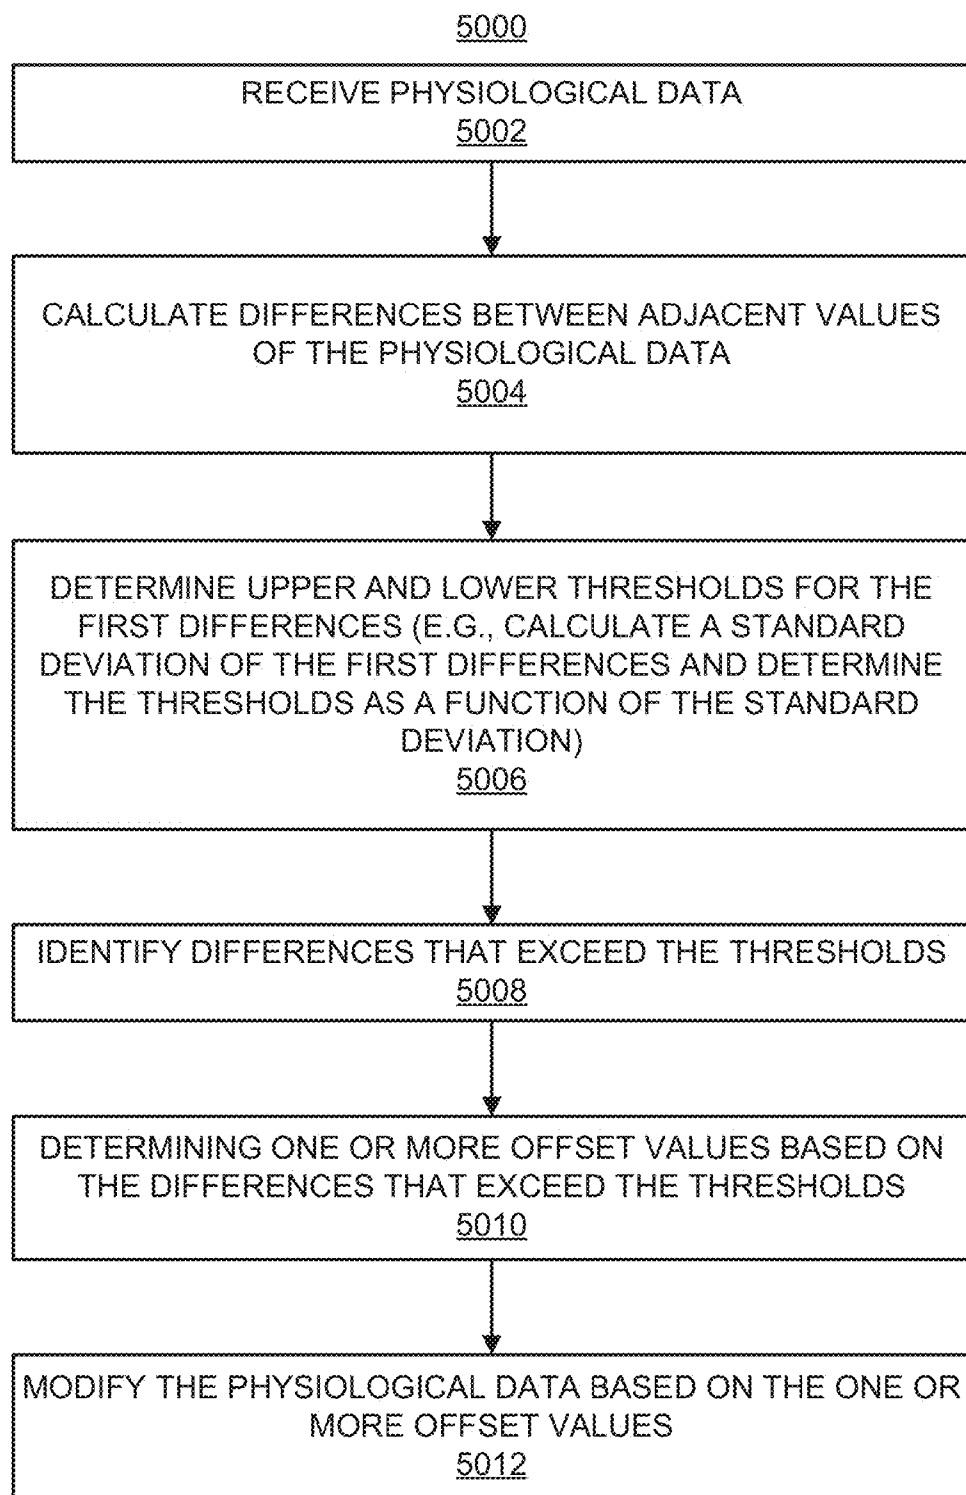 5000
RECEIVE PHYSIOLOGICAL DATA
5002
CALCULATE DIFFERENCES BETWEEN ADJACENT VALUES
OF THE PHYSIOLOGICAL DATA
5004
DETERMINE UPPER AND LOWER THRESHOLDS FOR THE
FIRST DIFFERENCES (E.G., CALCULATE A STANDARD
DEVIATION OF THE FIRST DIFFERENCES AND DETERMINE
THE THRESHOLDS AS A FUNCTION OF THE STANDARD
DEVIATION)
5006
IDENTIFY DIFFERENCES THAT EXCEED THE THRESHOLDS
5008
DETERMINING ONE OR MORE OFFSET VALUES BASED ON
THE DIFFERENCES THAT EXCEED THE THRESHOLDS
5010
MODIFY THE PHYSIOLOGICAL DATA BASED ON THE ONE OR
MORE OFFSET VALUES
5012